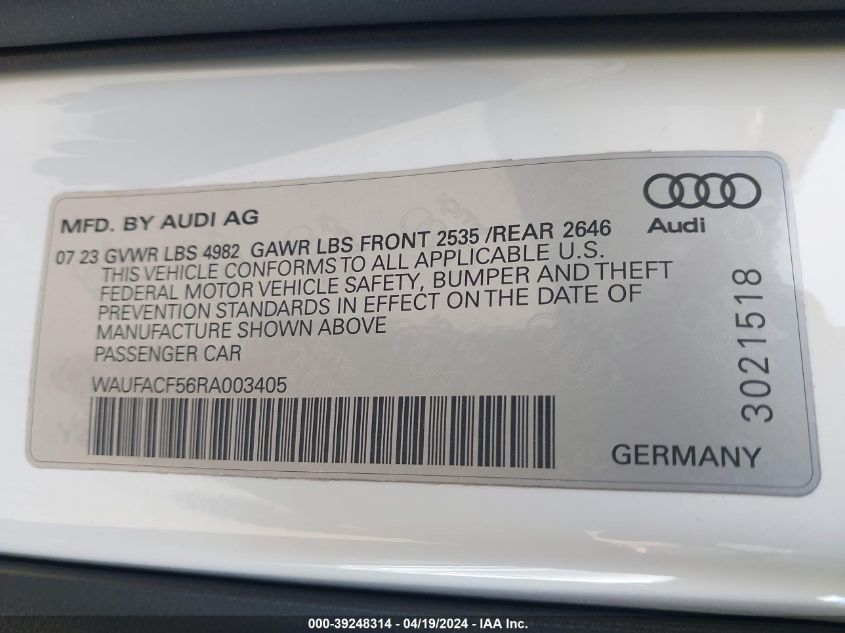 MFD. BY AUDI AG
Audi
07 23 GVWR LBS 4982 GAWR LBS FRONT 2535 /REAR 2646
THIS VEHICLE CONFORMS TO ALL APPLICABLE U.S.
FEDERAL MOTOR VEHICLE SAFETY, BUMPER AND THEFT
PREVENTION STANDARDS IN EFFECT ON THE DATE OF
MANUFACTURE SHOWN ABOVE
PASSENGER CAR
WAUFACF56RA003405
3021518
GERMANY
000-39248314 - 04/19/2024 - IAA Inc.